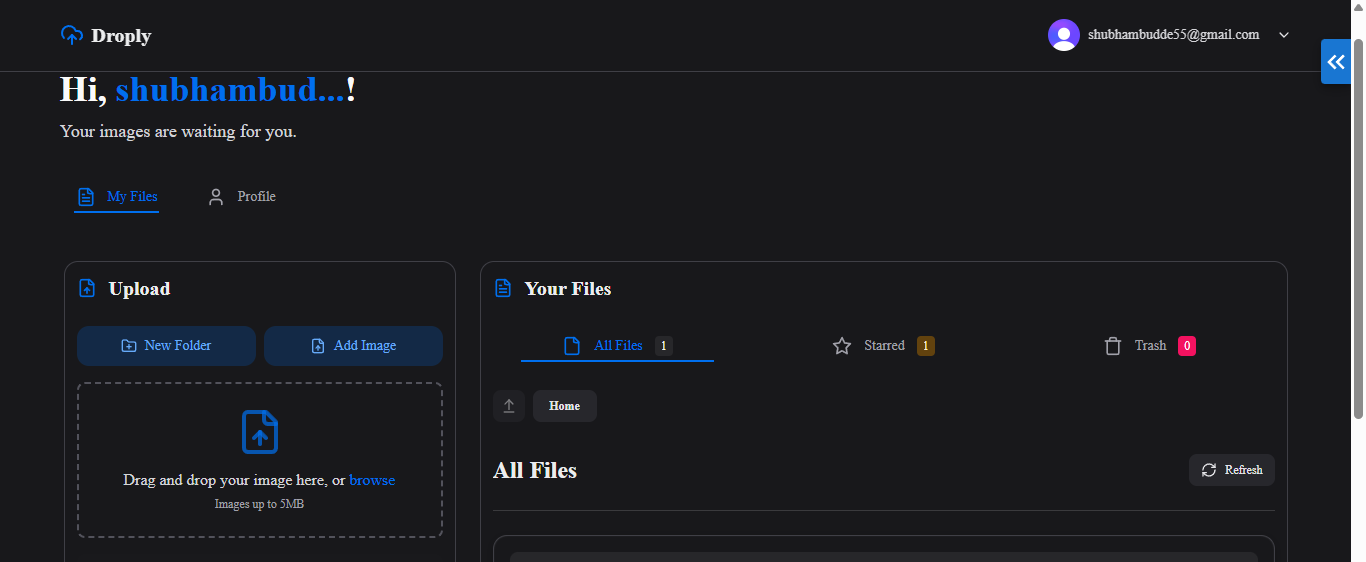 Droply
shubhambudde55@gmail.com
Hi, shubhambud...!
Your images are waiting for you.
My Files
Profile
Upload
New Folder
Add Image
Drag and drop your image here, or browse
Images up to 5MB
Your Files
All Files 1
Starred 1
Trash 0
Home
All Files
Refresh